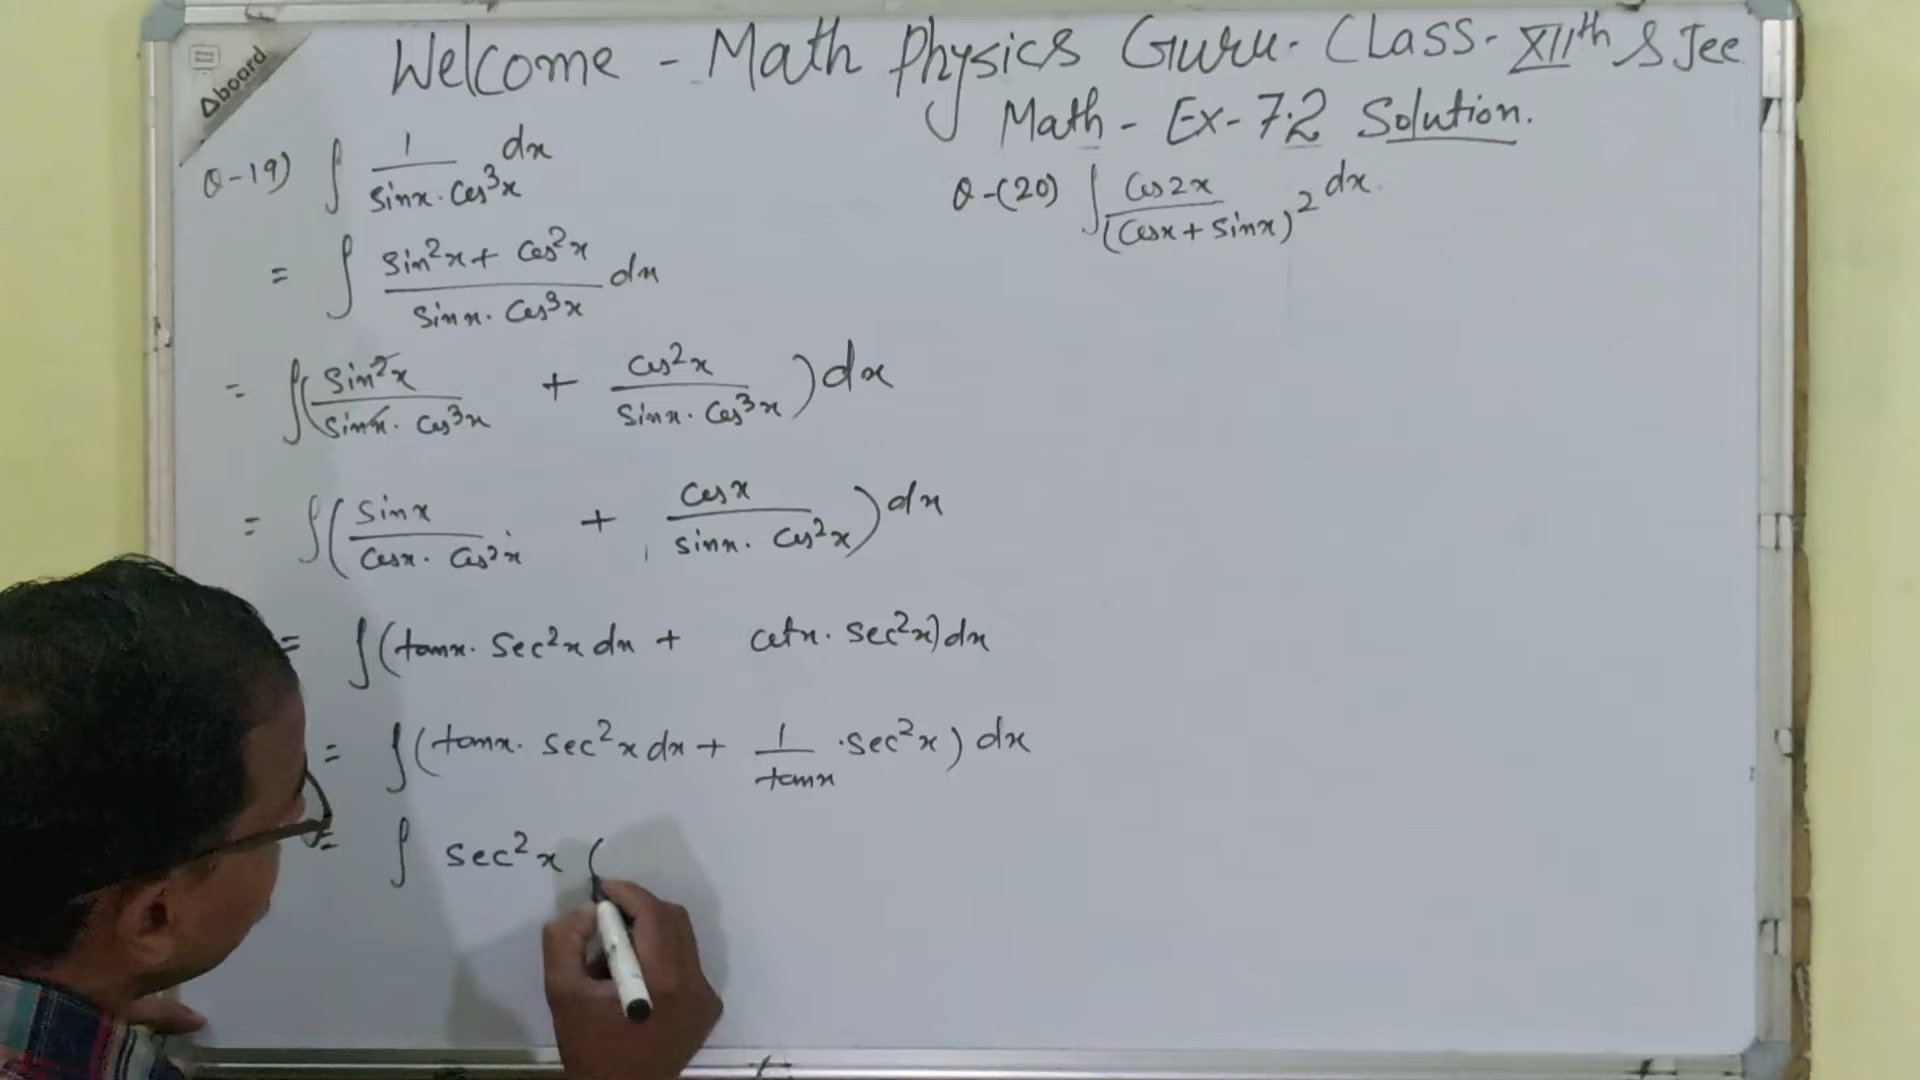 Δboard
Welcome - Math Physics Guru. Class - XIIth & Jee
Math - Ex - 7.2 Solution.
Q-19) ∫ 1/(sinx. cos³x) dx
= ∫ (sin²x + cos²x)/(sinx. cos³x) dx
= ∫( sin²x/(sinx. cos³x) + cos²x/(sinx. cos³x) ) dx
= ∫( sinx/(cosx. cos²x) + cosx/(sinx. cos²x) ) dx
= ∫(tanx. sec²x dx + cotx. sec²x) dx
= ∫(tanx. sec²x dx + 1/tanx .sec²x) dx
= ∫ sec²x (
Q-(20) ∫ cos2x/(cosx + sinx)² dx.